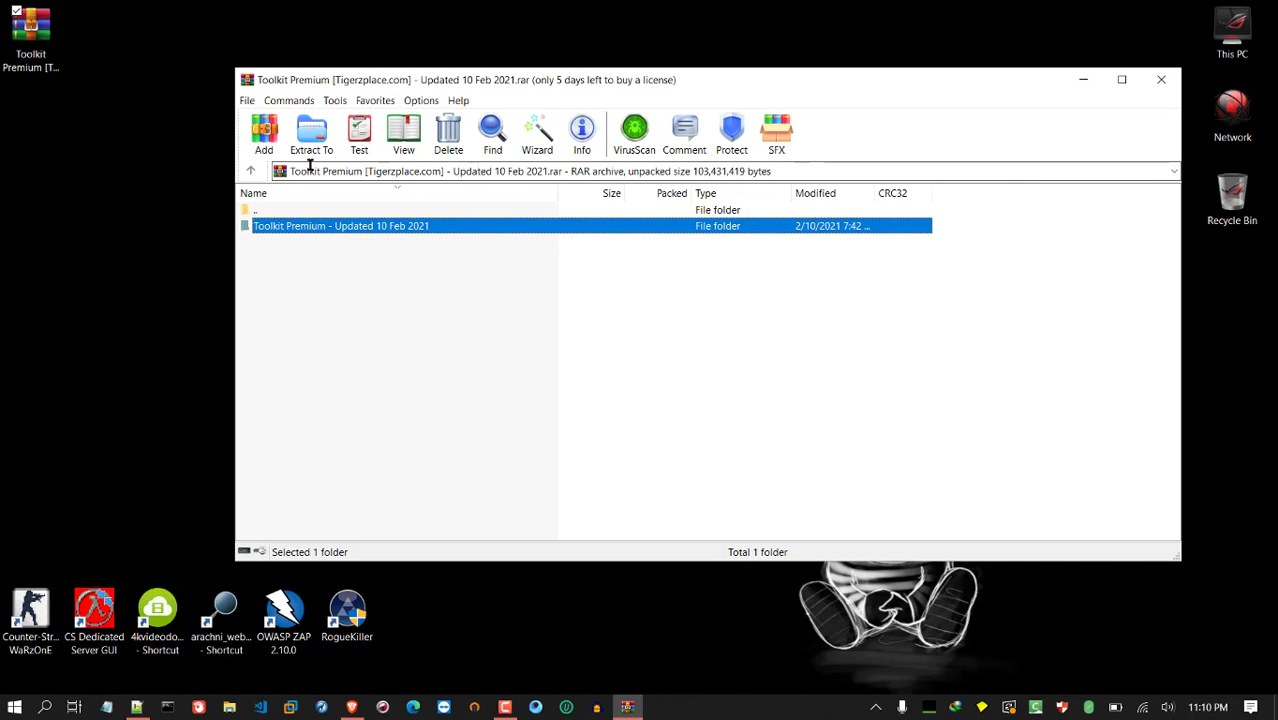 Toolkit
Premium [T...
This PC
Network
Recycle Bin
Toolkit Premium [Tigerzplace.com] - Updated 10 Feb 2021.rar (only 5 days left to buy a license)
File Commands Tools Favorites Options Help
Add Extract To Test View Delete Find Wizard Info VirusScan Comment Protect SFX
Toolkit Premium [Tigerzplace.com] - Updated 10 Feb 2021.rar - RAR archive, unpacked size 103,431,419 bytes
Name Size Packed Type Modified CRC32
.. File folder
Toolkit Premium - Updated 10 Feb 2021 File folder 2/10/2021 7:42 ...
Selected 1 folder Total 1 folder
Counter-Str...
WaRzOnE
CS Dedicated
Server GUI
4kvideodo...
- Shortcut
arachni_web...
- Shortcut
OWASP ZAP
2.10.0
RogueKiller
11:10 PM